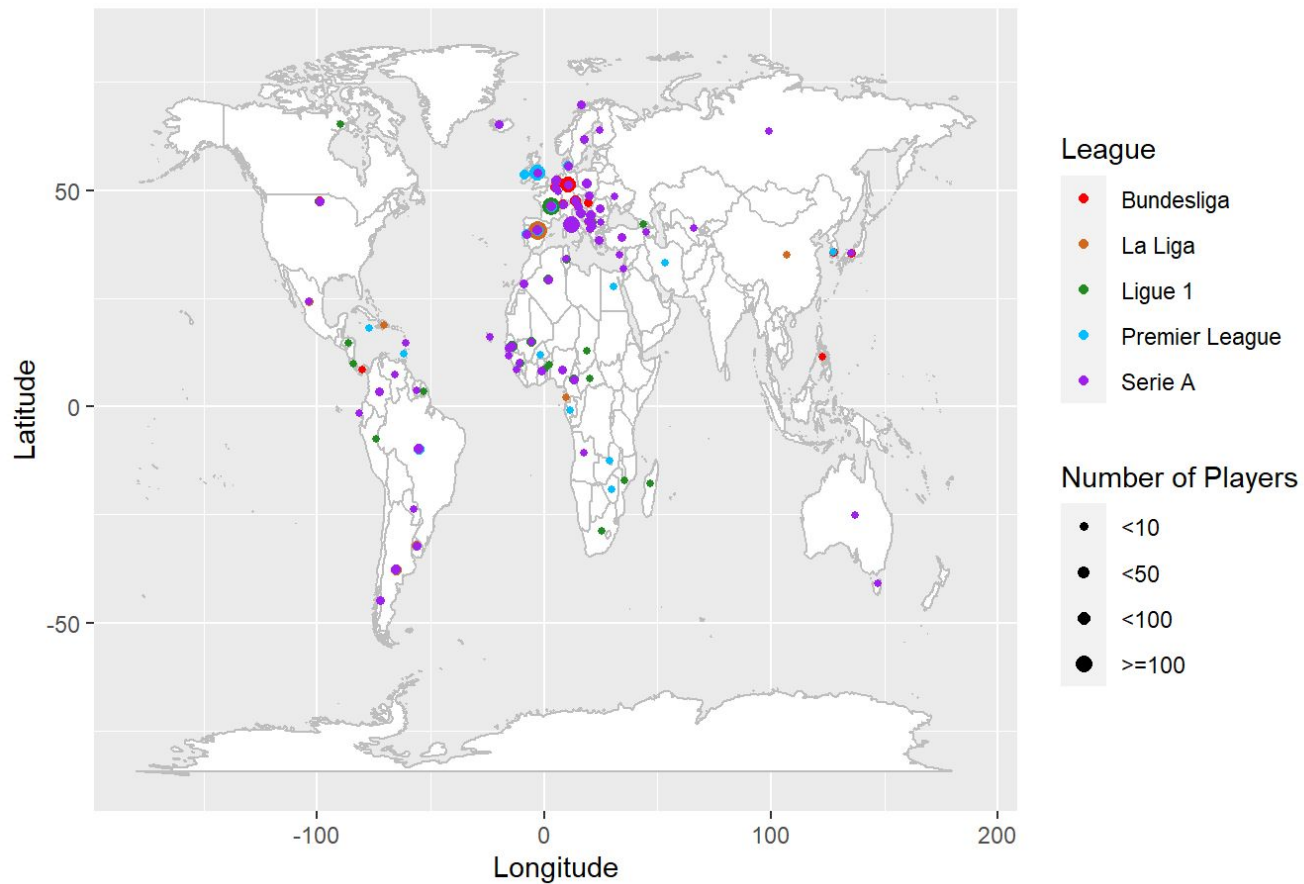 50
0
-50
Latitude
-100
0
100
200
Longitude
League
Bundesliga
La Liga
Ligue 1
Premier League
Serie A
Number of Players
<10
<50
<100
>=100